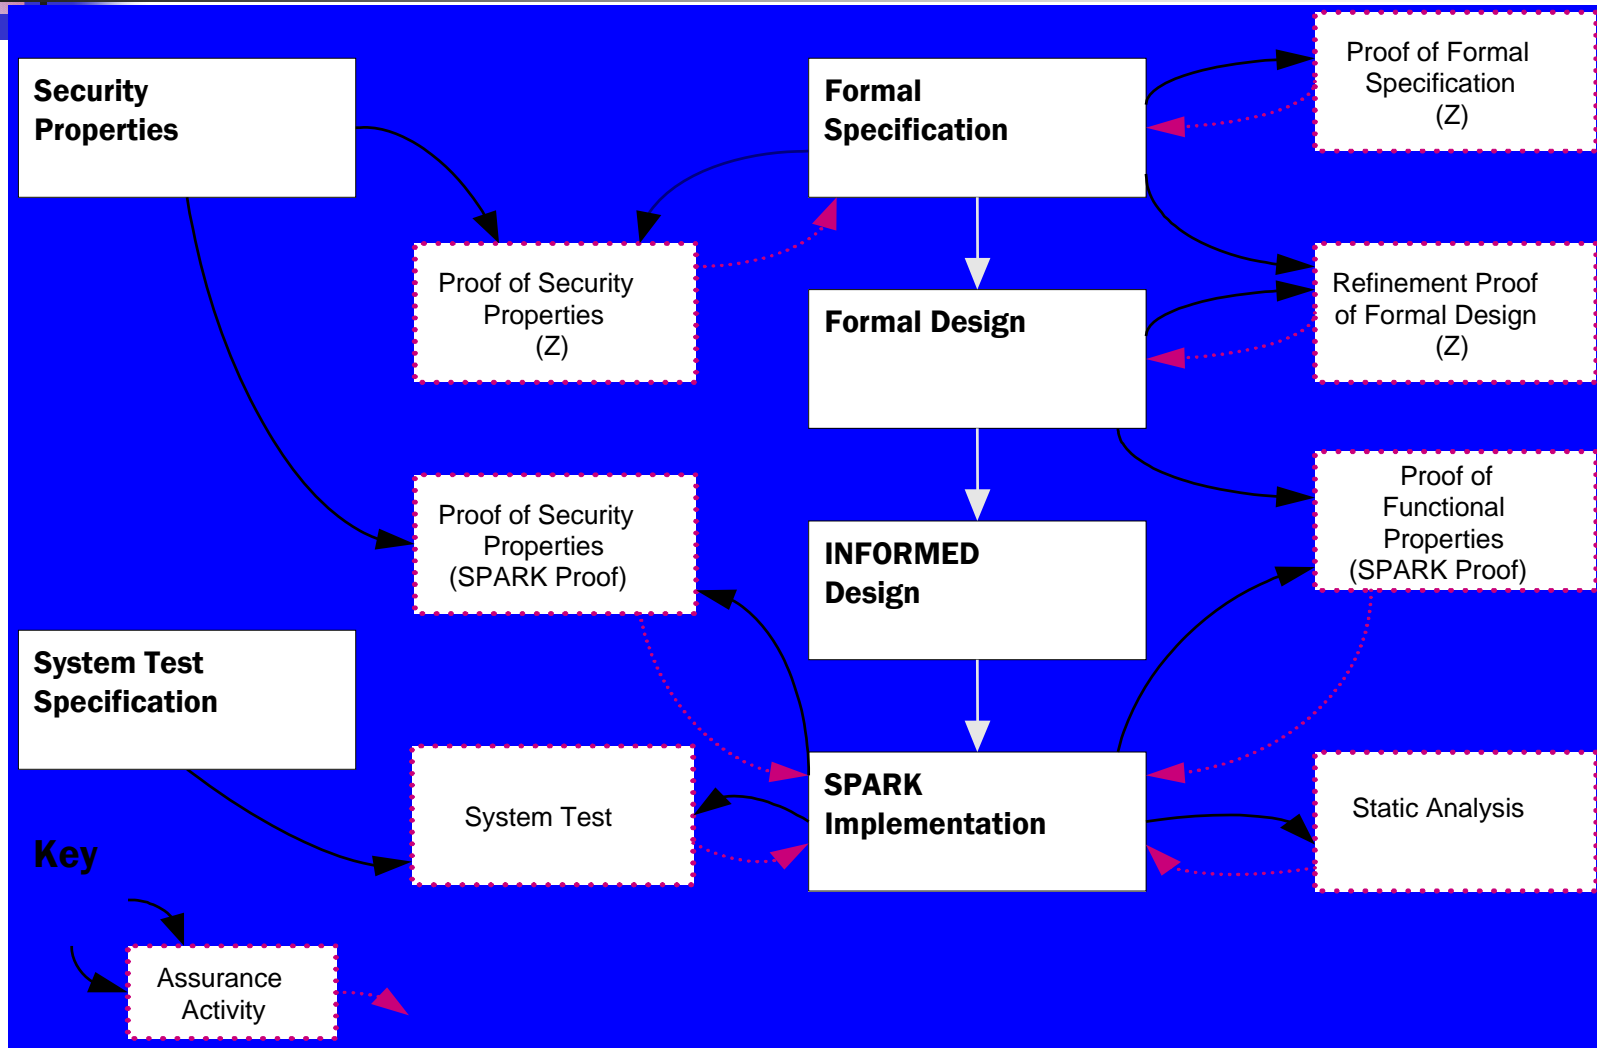 Security
Properties
Formal
Specification
Proof of Formal
Specification
(Z)
Proof of Security
Properties
(Z)
Formal Design
Refinement Proof
of Formal Design
(Z)
Proof of Security
Properties
(SPARK Proof)
INFORMED
Design
Proof of
Functional
Properties
(SPARK Proof)
System Test
Specification
System Test
SPARK
Implementation
Static Analysis
Key
Assurance
Activity